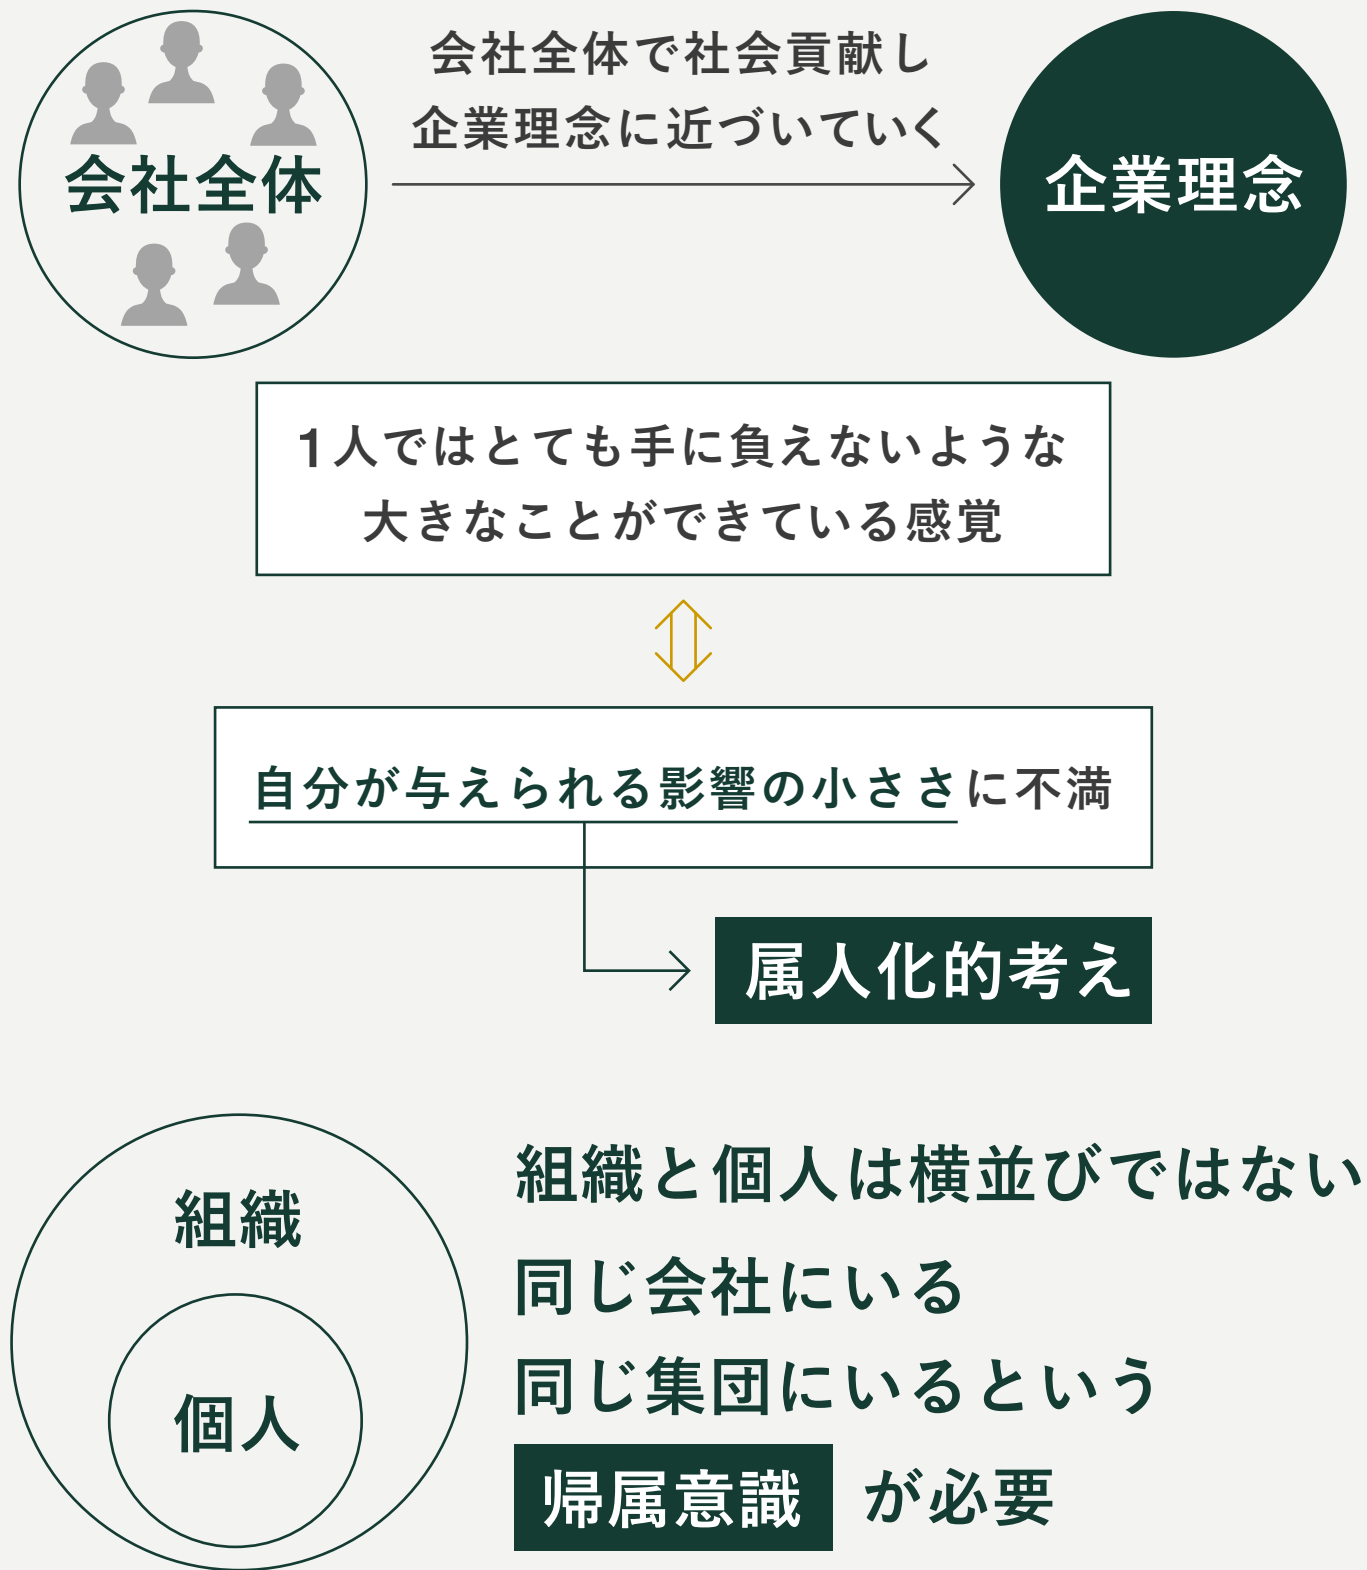 会社全体
会社全体で社会貢献し
企業理念に近づいていく
企業理念
1人ではとても手に負えないような
大きなことができている感覚
自分が与えられる影響の小ささに不満
属人化的考え
組織
個人
組織と個人は横並びではない
同じ会社にいる
同じ集団にいるという
帰属意識 が必要